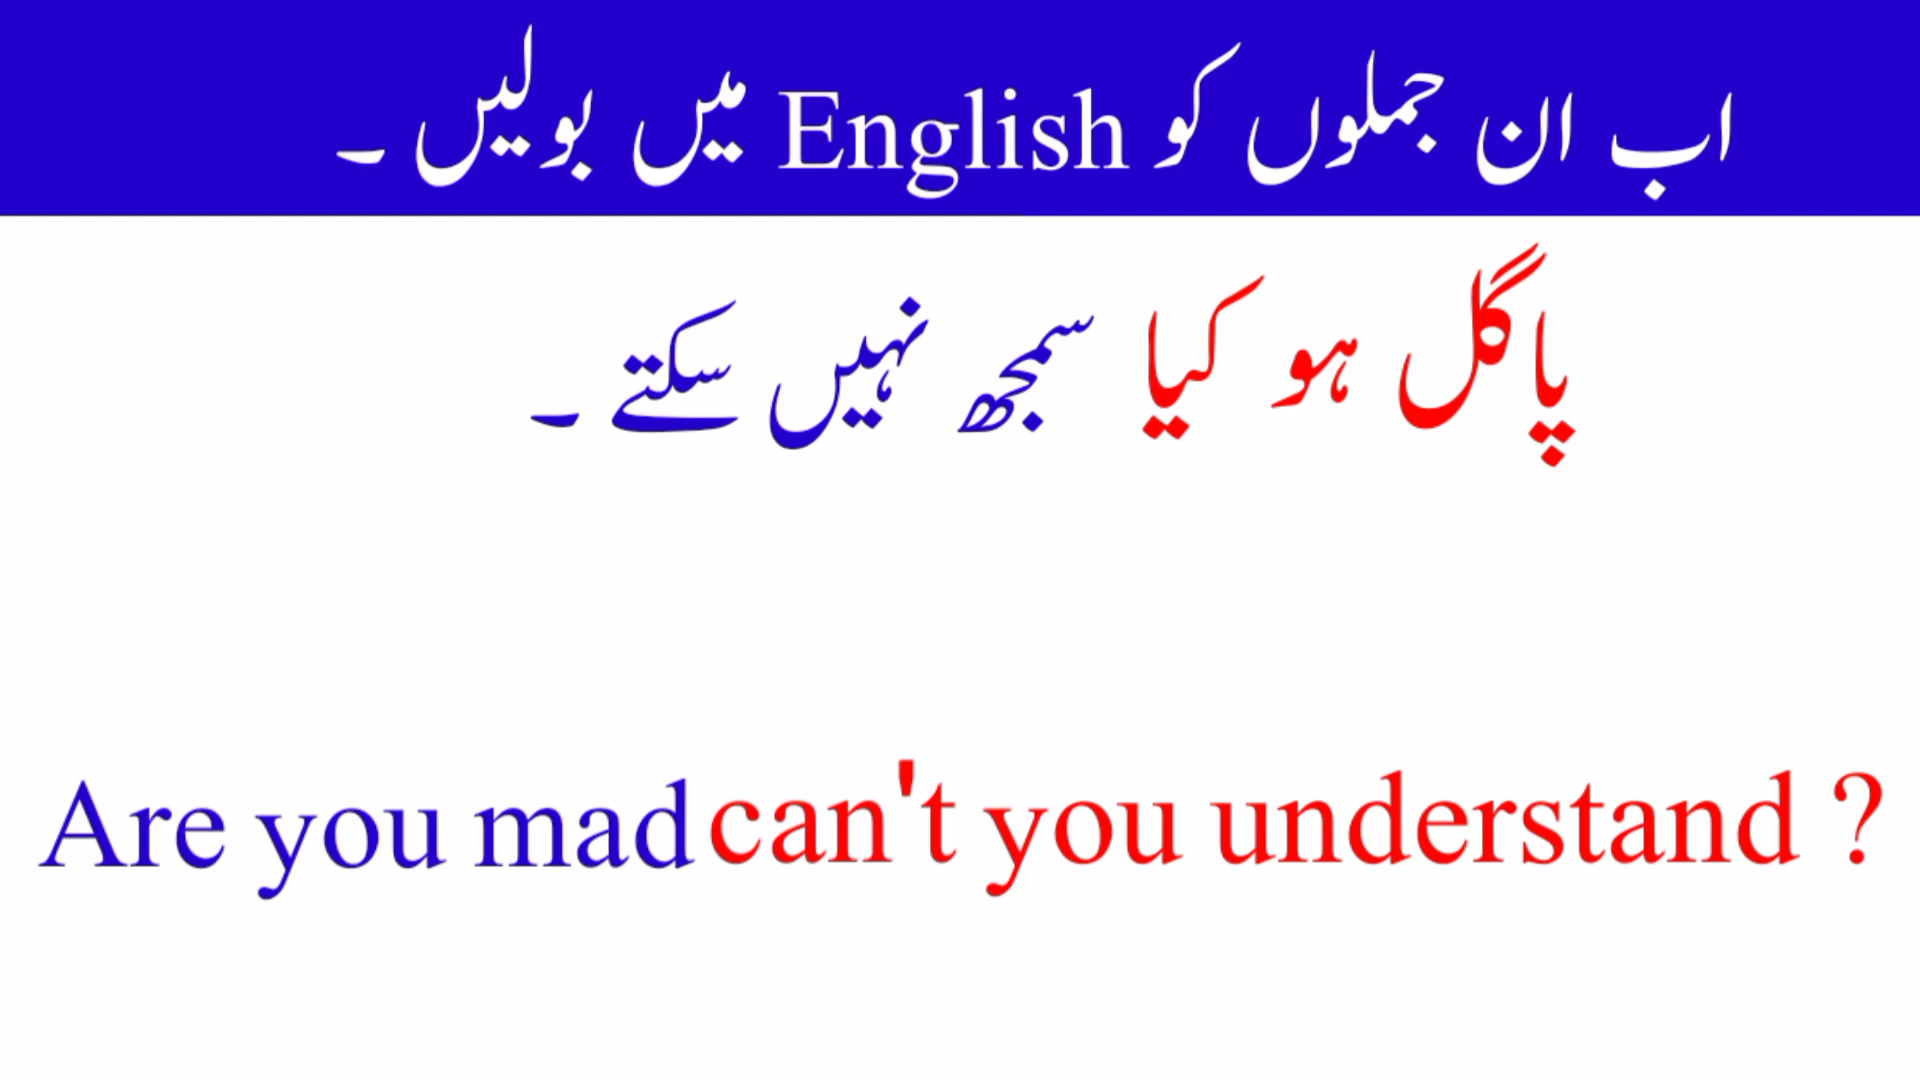 اب ان جملوں کو English میں بولیں ۔
پاگل ہو کیا سمجھ نہیں سکتے ۔
Are you mad can't you understand ?